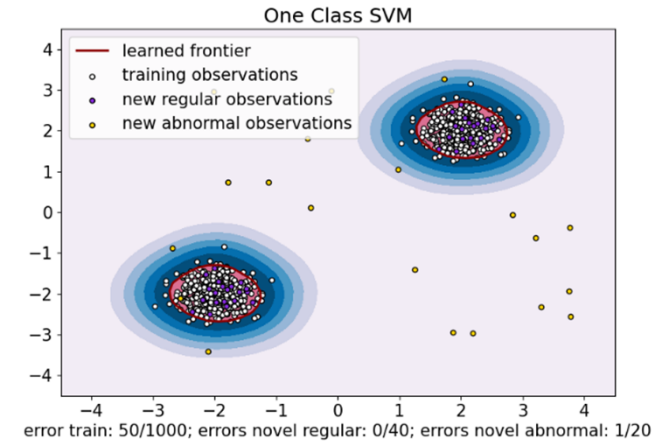 One Class SVM
learned frontier
training observations
new regular observations
new abnormal observations
4
3
2
1
0
−1
−2
−3
−4
−4 −3 −2 −1 0 1 2 3 4
error train: 50/1000; errors novel regular: 0/40; errors novel abnormal: 1/20